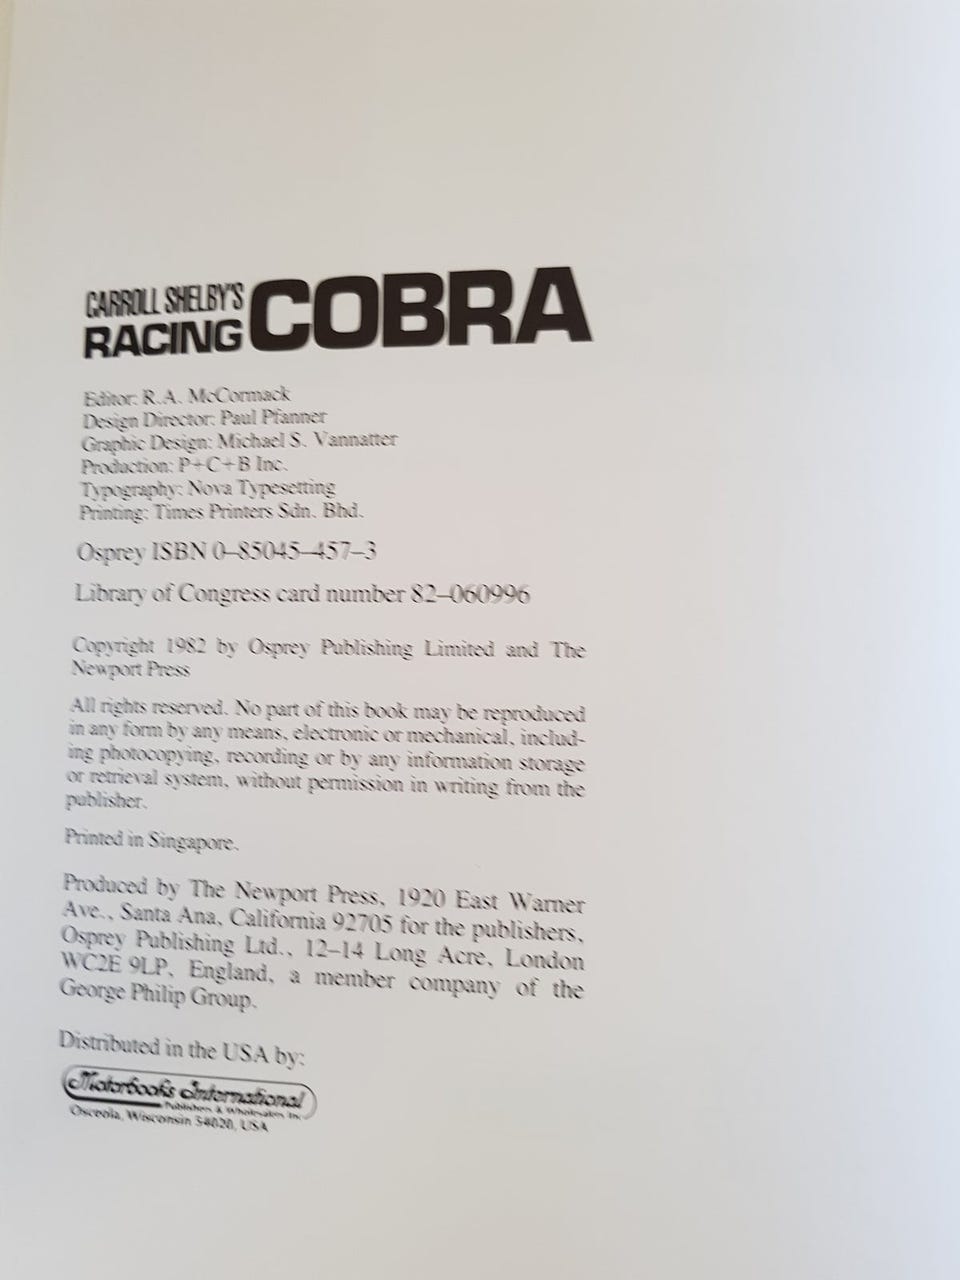 CARROLL SHELBY'S
RACING COBRA
Editor: R.A. McCormack
Design Director: Paul Pfanner
Graphic Design: Michael S. Vannatter
Production: P+C+B Inc.
Typography: Nova Typesetting
Printing: Times Printers Sdn. Bhd.
Osprey ISBN 0–85045–457–3
Library of Congress card number 82–060996
Copyright 1982 by Osprey Publishing Limited and The
Newport Press
All rights reserved. No part of this book may be reproduced
in any form by any means, electronic or mechanical, includ-
ing photocopying, recording or by any information storage
or retrieval system, without permission in writing from the
publisher.
Printed in Singapore.
Produced by The Newport Press, 1920 East Warner
Ave., Santa Ana, California 92705 for the publishers,
Osprey Publishing Ltd., 12–14 Long Acre, London
WC2E 9LP, England, a member company of the
George Philip Group.
Distributed in the USA by:
Motorbooks International
Publishers & Wholesalers Inc.
Osceola, Wisconsin 54020, USA